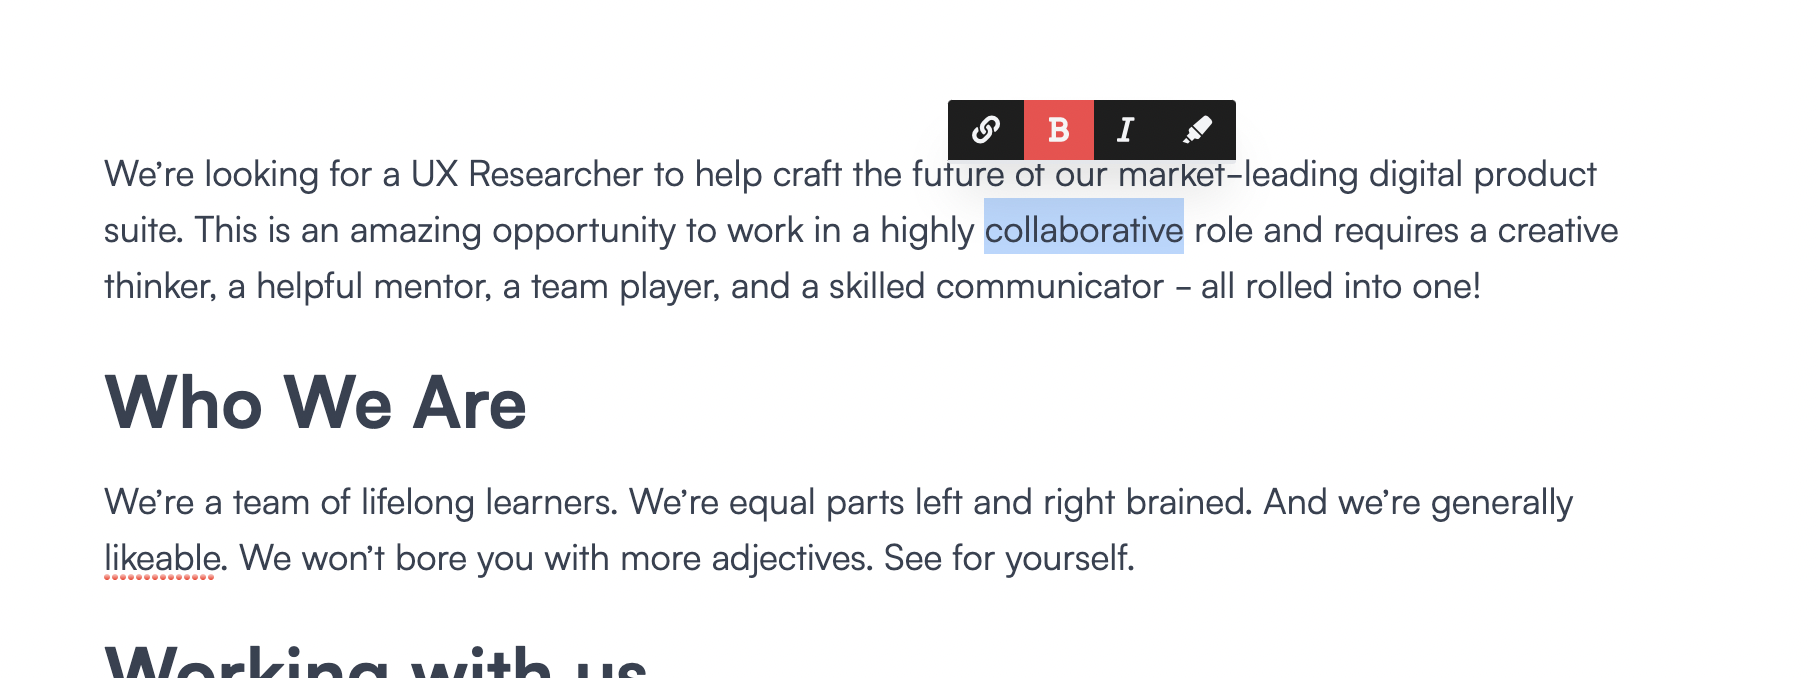 B I
We’re looking for a UX Researcher to help craft the future of our market-leading digital product
suite. This is an amazing opportunity to work in a highly collaborative role and requires a creative
thinker, a helpful mentor, a team player, and a skilled communicator - all rolled into one!
Who We Are
We’re a team of lifelong learners. We’re equal parts left and right brained. And we’re generally
likeable. We won’t bore you with more adjectives. See for yourself.
Working with us